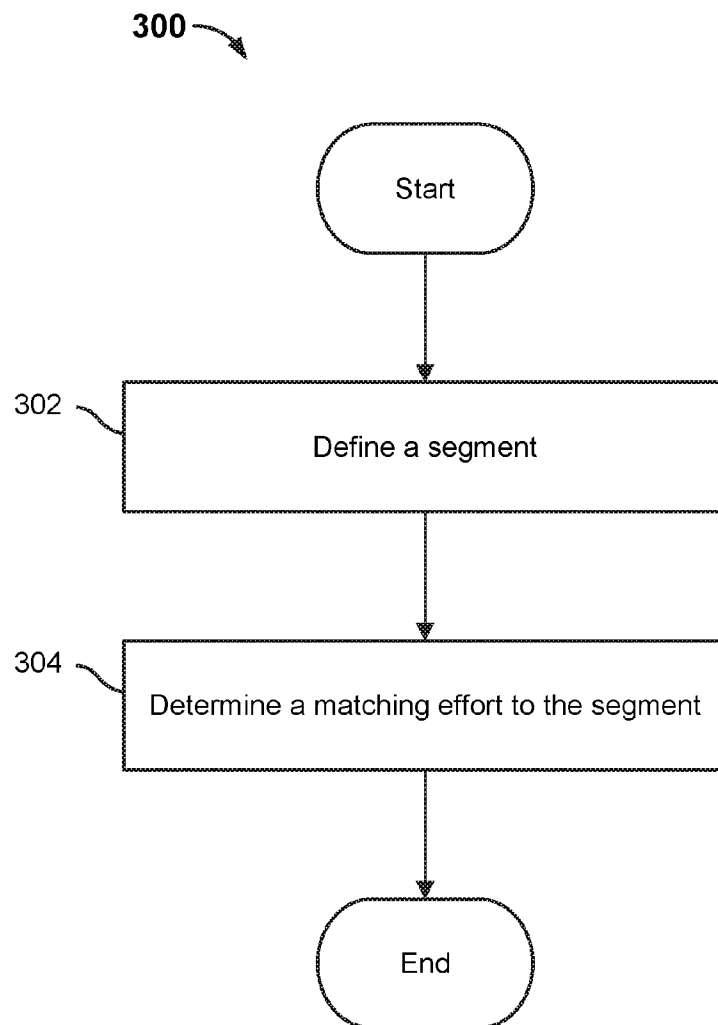 300
Start
302
Define a segment
304
Determine a matching effort to the segment
End